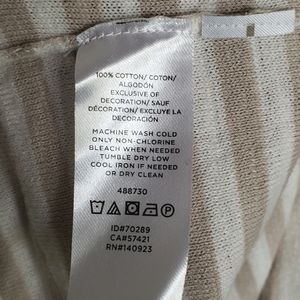 100% COTTON/ COTON/
ALGODÓN
EXCLUSIVE OF
DECORATION/ SAUF
DÉCORATION/ EXCLUYE LA
DECORACIÓN
MACHINE WASH COLD
ONLY NON-CHLORINE
BLEACH WHEN NEEDED
TUMBLE DRY LOW
COOL IRON IF NEEDED
OR DRY CLEAN
488730
ID#70289
CA#57421
RN#140923